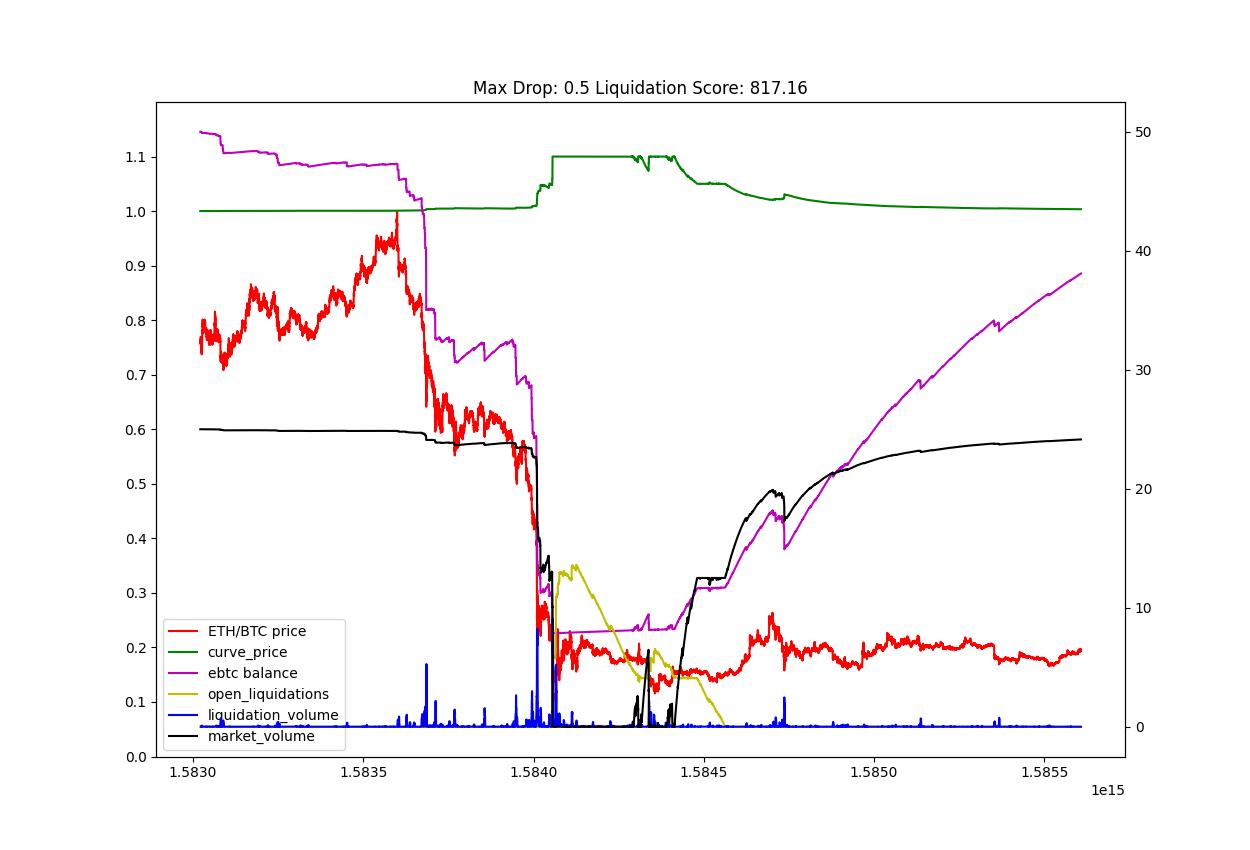 Max Drop: 0.5 Liquidation Score: 817.16
1.1
1.0
0.9
0.8
0.7
0.6
0.5
0.4
0.3
0.2
0.1
0.0
50
40
30
20
10
0
ETH/BTC price
curve_price
ebtc balance
open_liquidations
liquidation_volume
market_volume
1.5830 1.5835 1.5840 1.5845 1.5850 1.5855
1e15